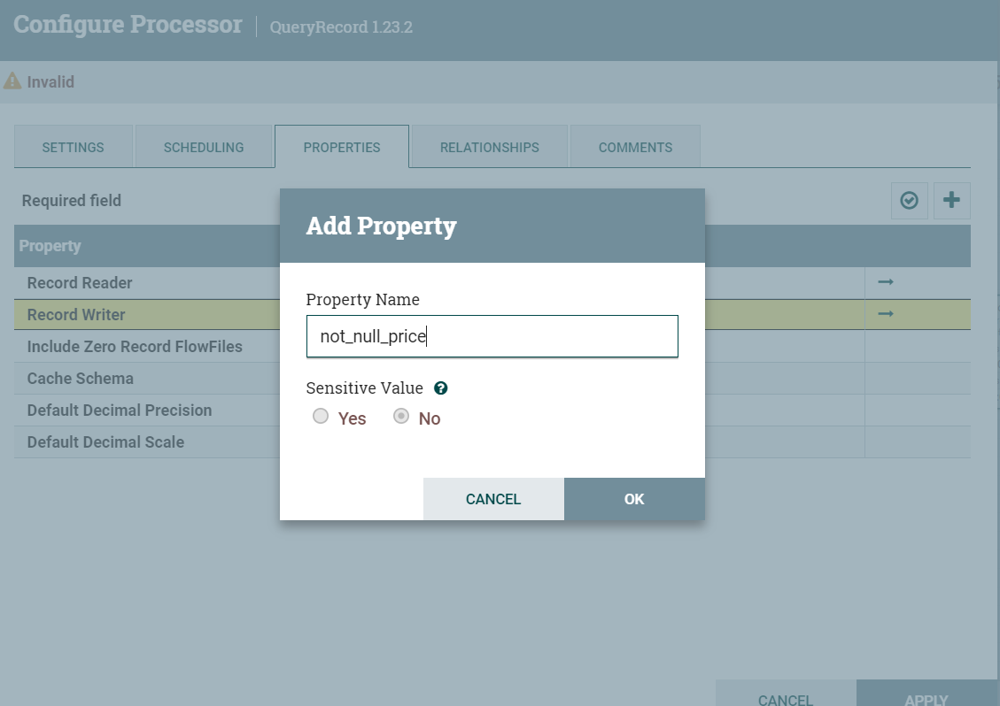 Configure Processor QueryRecord 1.23.2
Invalid
SETTINGS SCHEDULING PROPERTIES RELATIONSHIPS COMMENTS
Required field
Property
Record Reader
Record Writer
Include Zero Record FlowFiles
Cache Schema
Default Decimal Precision
Default Decimal Scale
Add Property
Property Name
not_null_price
Sensitive Value ?
Yes No
CANCEL OK
CANCEL APPLY